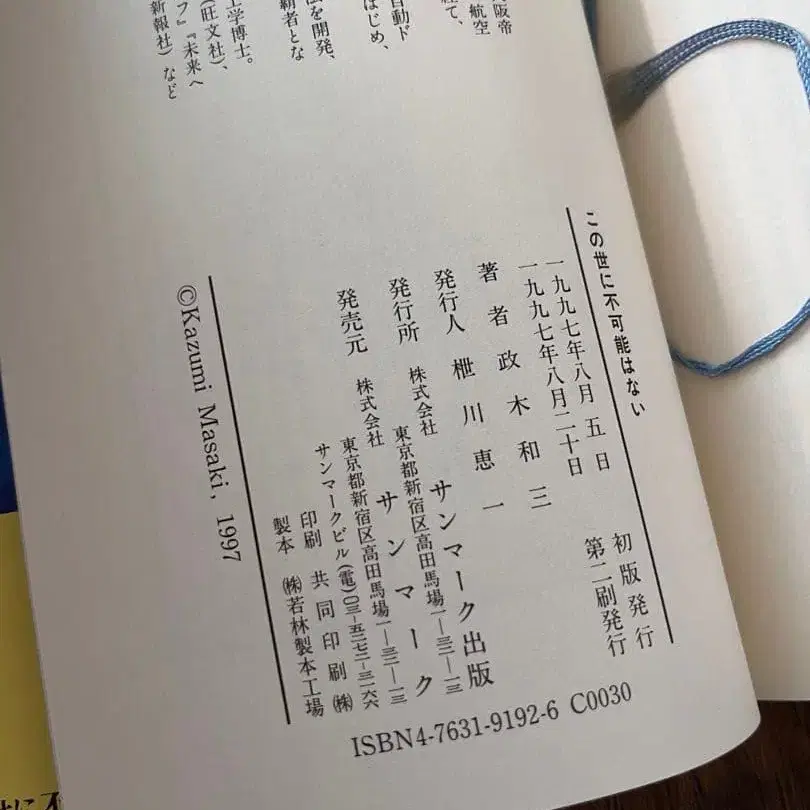 阪帝
航空
て、
自動ド
はじめ、
を開発、
覇者とな
工学博士。
(旺文社)、
フ』『未来へ
新報社) など
この世に不可能はない
一九九七年八月 五 日 初版発行
一九九七年八月二十日 第二刷発行
著者 政木和三
発行人 枻川恵一
発行所 株式会社 サンマーク出版
東京都新宿区高田馬場一−三二−一三
発売元 株式会社 サンマーク
東京都新宿区高田馬場一−三二−一三
サンマークビル (電)〇三−五二七二−三一六六
印刷 共同印刷㈱
製本 ㈱若林製本工場
©Kazumi Masaki, 1997
ISBN4-7631-9192-6 C0030